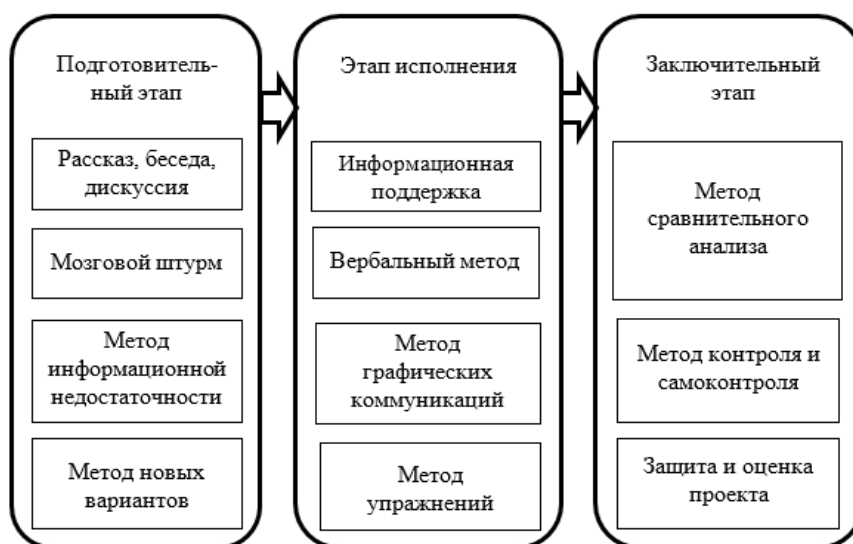 Подготовитель-
ный этап
Рассказ, беседа,
дискуссия
Мозговой штурм
Метод
информационной
недостаточности
Метод новых
вариантов
Этап исполнения
Информационная
поддержка
Вербальный метод
Метод
графических
коммуникаций
Метод
упражнений
Заключительный
этап
Метод
сравнительного
анализа
Метод контроля и
самоконтроля
Защита и оценка
проекта